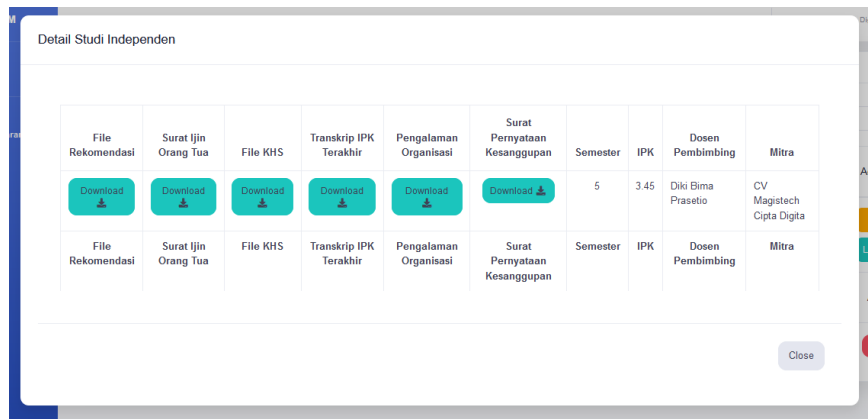 Detail Studi Independen
File Rekomendasi
Surat Ijin Orang Tua
File KHS
Transkrip IPK Terakhir
Pengalaman Organisasi
Surat Pernyataan Kesanggupan
Semester
IPK
Dosen Pembimbing
Mitra
Download
Download
Download
Download
Download
Download
5
3.45
Diki Bima Prasetio
CV Magistech Cipta Digita
File Rekomendasi
Surat Ijin Orang Tua
File KHS
Transkrip IPK Terakhir
Pengalaman Organisasi
Surat Pernyataan Kesanggupan
Semester
IPK
Dosen Pembimbing
Mitra
Close